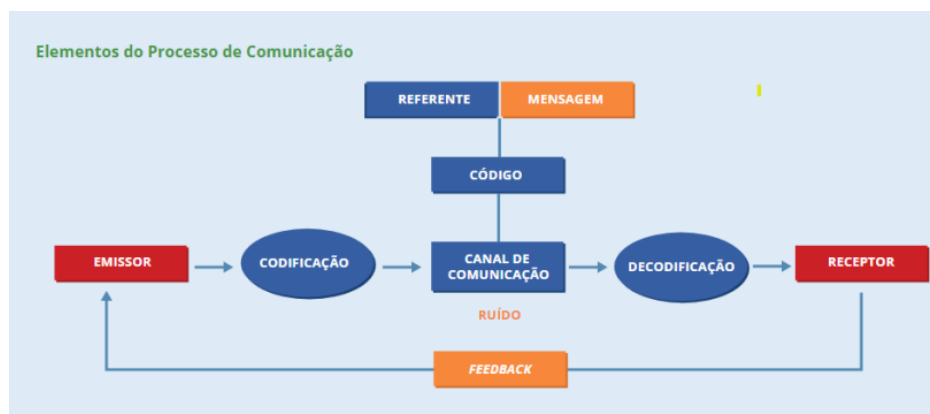 Elementos do Processo de Comunicação
REFERENTE
MENSAGEM
CÓDIGO
EMISSOR
CODIFICAÇÃO
CANAL DE
COMUNICAÇÃO
DECODIFICAÇÃO
RECEPTOR
RUÍDO
FEEDBACK